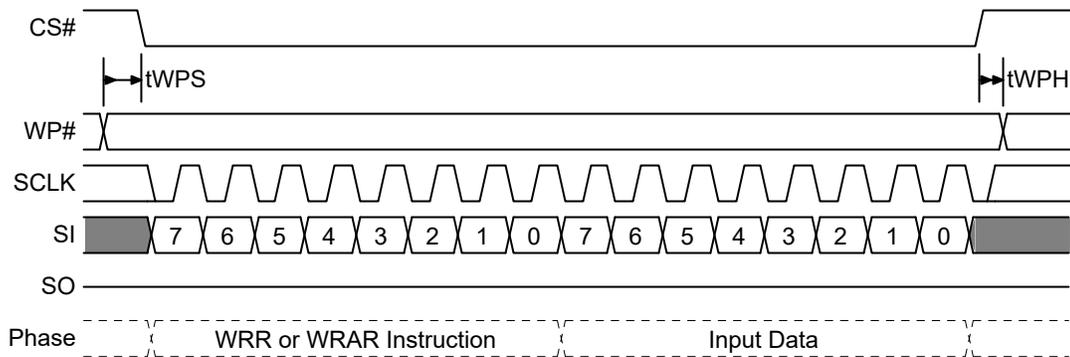 CS#
tWPS
tWPH
WP#
SCLK
SI 7 6 5 4 3 2 1 0 7 6 5 4 3 2 1 0
SO
Phase WRR or WRAR Instruction Input Data